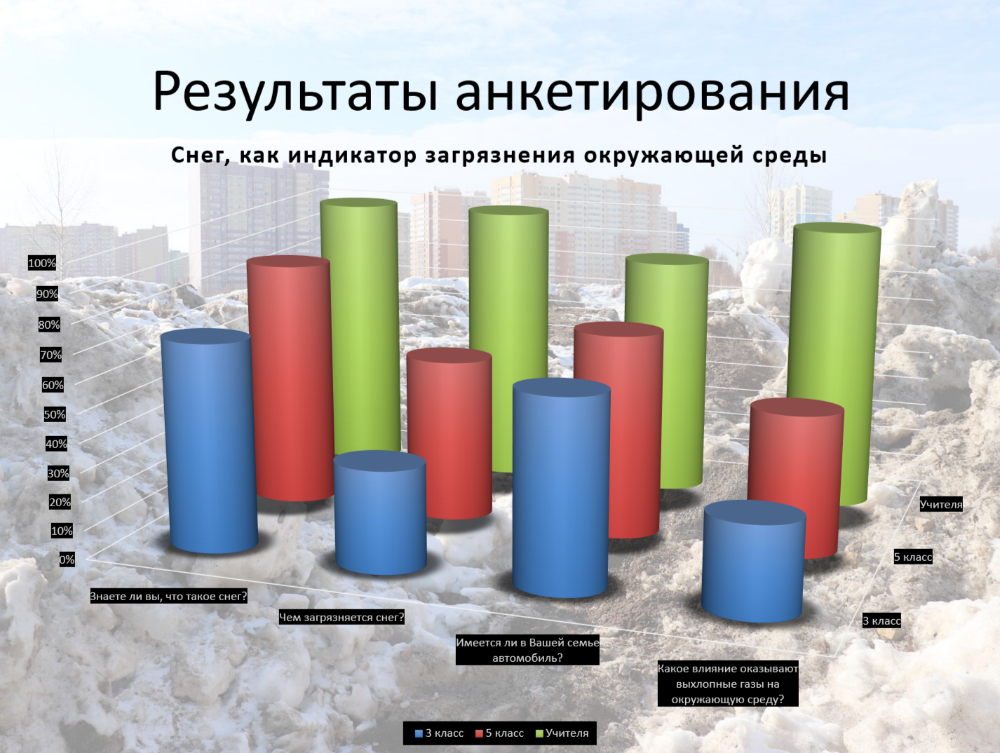 Результаты анкетирования
Снег, как индикатор загрязнения окружающей среды
100%
90%
80%
70%
60%
50%
40%
30%
20%
10%
0%
Знаете ли вы, что такое снег?
Чем загрязняется снег?
Имеется ли в Вашей семье
автомобиль?
Какое влияние оказывают
выхлопные газы на
окружающую среду?
Учителя
5 класс
3 класс
3 класс 5 класс Учителя